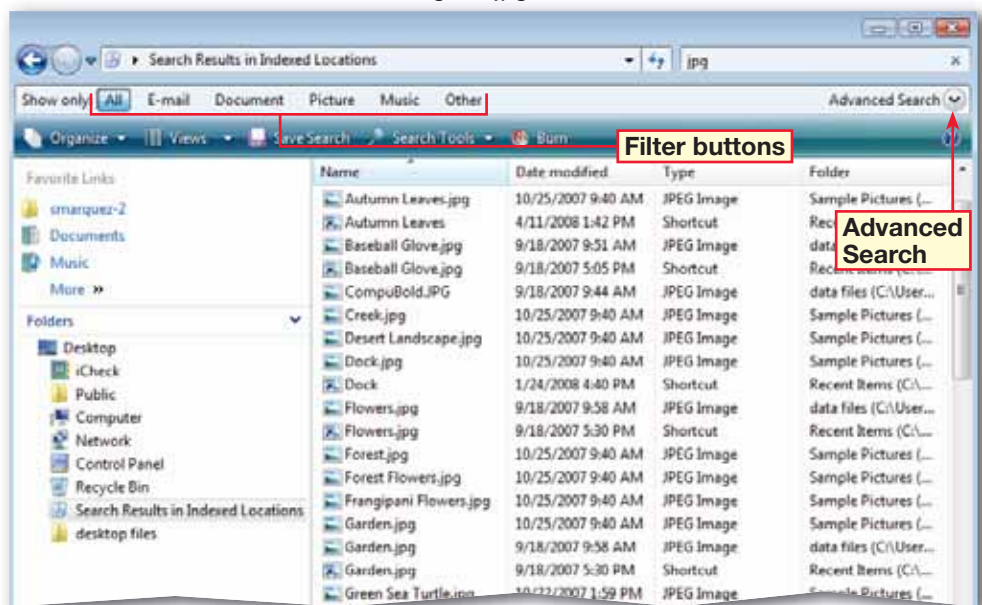 Search Results in Indexed Locations jpg
Show only: All E-mail Document Picture Music Other Advanced Search
Organize Views Save Search Search Tools Burn
Filter buttons
Favorite Links
smarquez-2
Documents
Music
More »
Folders
Desktop
iCheck
Public
Computer
Network
Control Panel
Recycle Bin
Search Results in Indexed Locations
desktop files
Name Date modified Type Folder
Autumn Leaves.jpg 10/25/2007 9:40 AM JPEG Image Sample Pictures (...
Autumn Leaves 4/11/2008 1:42 PM Shortcut
Baseball Glove.jpg 9/18/2007 9:51 AM JPEG Image data
Baseball Glove.jpg 9/18/2007 5:05 PM Shortcut Recent Items (C:\...
CompuBold.JPG 9/18/2007 9:44 AM JPEG Image data files (C:\User...
Creek.jpg 10/25/2007 9:40 AM JPEG Image Sample Pictures (...
Desert Landscape.jpg 10/25/2007 9:40 AM JPEG Image Sample Pictures (...
Dock.jpg 10/25/2007 9:40 AM JPEG Image Sample Pictures (...
Dock 1/24/2008 4:40 PM Shortcut Recent Items (C:\...
Flowers.jpg 9/18/2007 9:58 AM JPEG Image data files (C:\User...
Flowers.jpg 9/18/2007 5:30 PM Shortcut Recent Items (C:\...
Forest.jpg 10/25/2007 9:40 AM JPEG Image Sample Pictures (...
Forest Flowers.jpg 10/25/2007 9:40 AM JPEG Image Sample Pictures (...
Frangipani Flowers.jpg 10/25/2007 9:40 AM JPEG Image Sample Pictures (...
Garden.jpg 10/25/2007 9:40 AM JPEG Image Sample Pictures (...
Garden.jpg 9/18/2007 9:58 AM JPEG Image data files (C:\User...
Garden.jpg 9/18/2007 5:30 PM Shortcut Recent Items (C:\...
Green Sea Turtle.jpg 10/22/2007 1:59 PM JPEG Image Sample Pictures (...
Advanced
Search